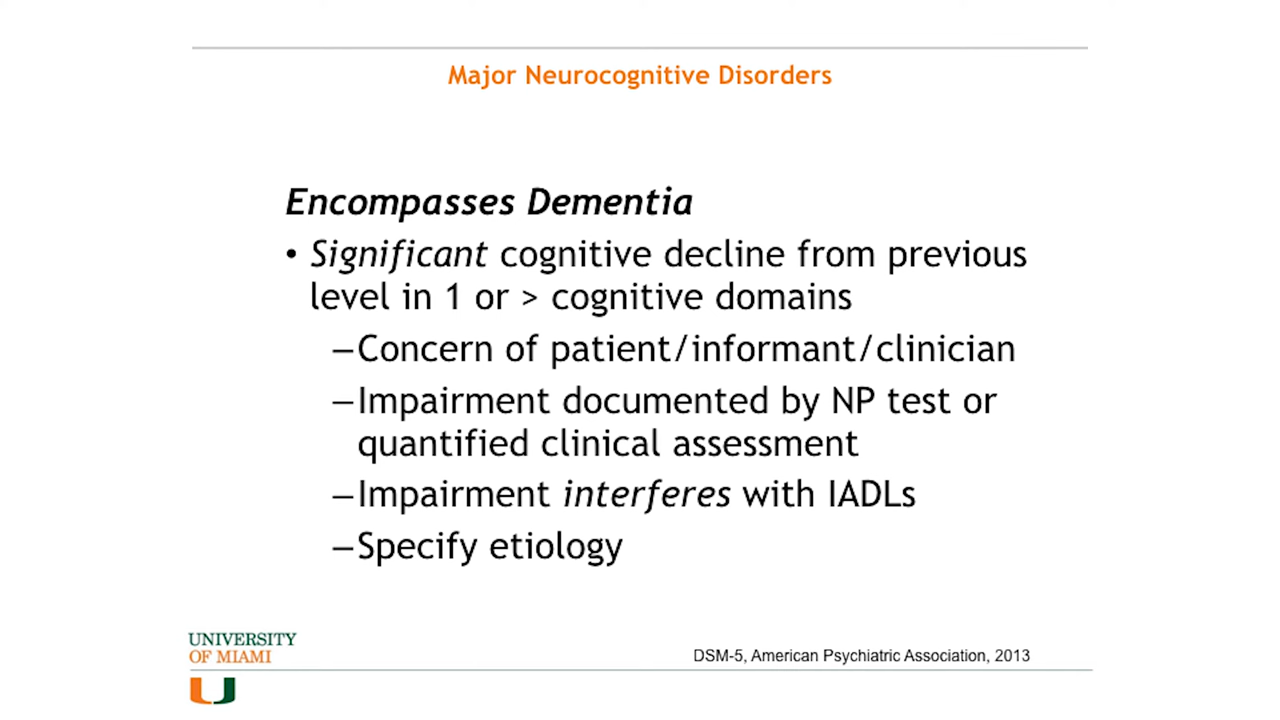 Major Neurocognitive Disorders
Encompasses Dementia
• Significant cognitive decline from previous
level in 1 or > cognitive domains
–Concern of patient/informant/clinician
–Impairment documented by NP test or
quantified clinical assessment
–Impairment interferes with IADLs
–Specify etiology
UNIVERSITY
OF MIAMI
DSM-5, American Psychiatric Association, 2013
U